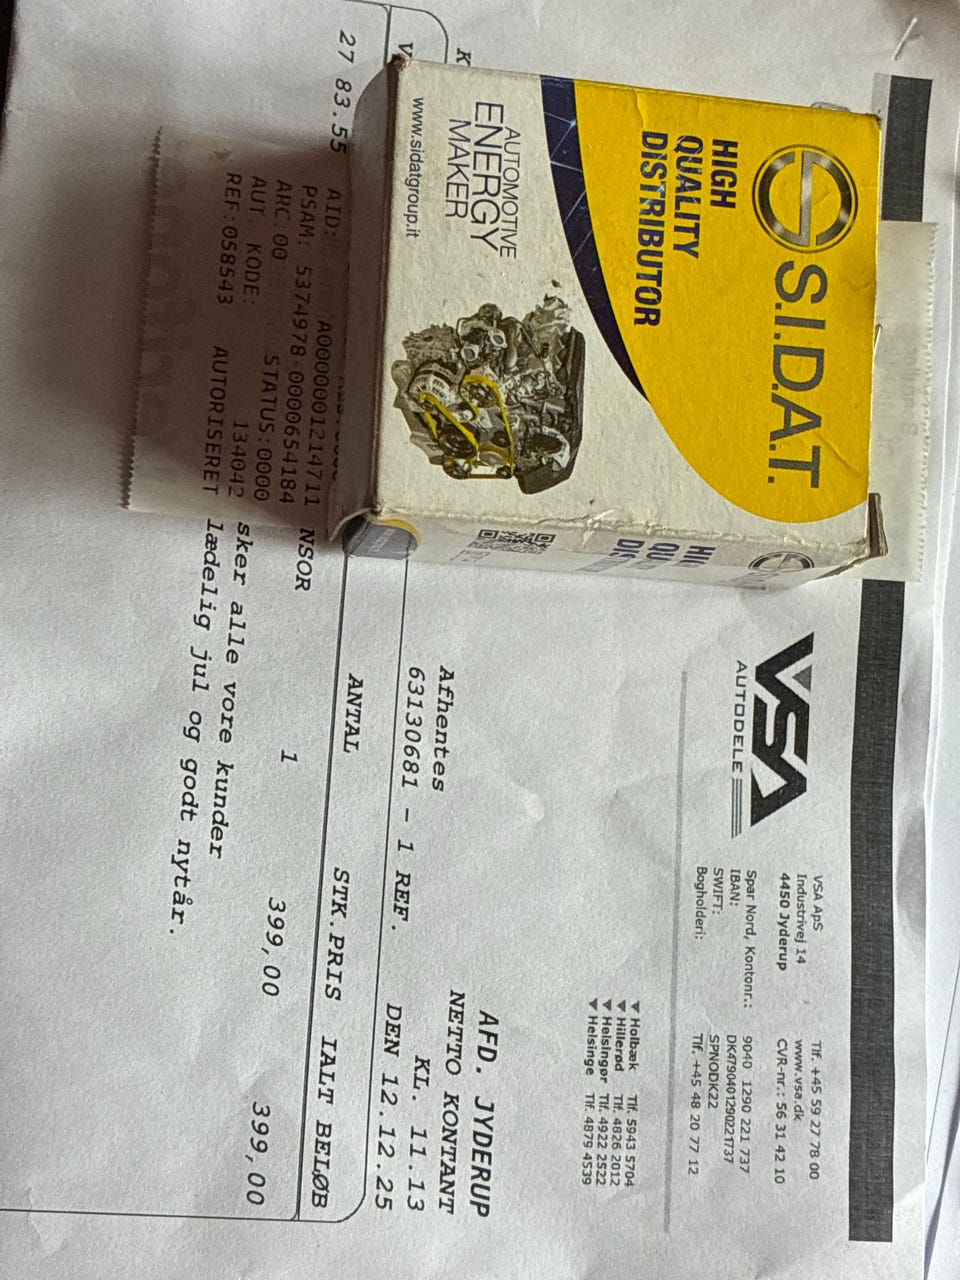 S.I.D.A.T.
HIGH
QUALITY
DISTRIBUTOR
AUTOMOTIVE
ENERGY
MAKER
www.sidatgroup.it
VSA
AUTODELE
VSA ApS
Industrivej 14
4450 Jyderup
Tlf. +45 59 27 78 00
www.vsa.dk
CVR-nr.: 56 31 42 10
Spar Nord, Kontonr.: 9040 1290 221 737
IBAN: DK4790401290221737
SWIFT: SPNODK22
Bogholderi: Tlf. +45 48 20 77 12
▼ Holbæk Tlf. 5943 5704
▼ Hillerød Tlf. 4826 2012
▼ Helsingør Tlf. 4922 2522
▼ Helsinge Tlf. 4879 4539
AFD. JYDERUP
NETTO KONTANT
Afhentes KL. 11.13
63130681 - 1 REF. DEN 12.12.25
ANTAL STK.PRIS IALT BELØB
27 83.55 NSOR 1 399,00 399,00
sker alle vore kunder
lædelig jul og godt nytår.
AID: A0000001214711
PSAM: 5374978-0000654184
ARC:00 STATUS:0000
AUT. KODE: 134042
REF:058543 AUTORISERET